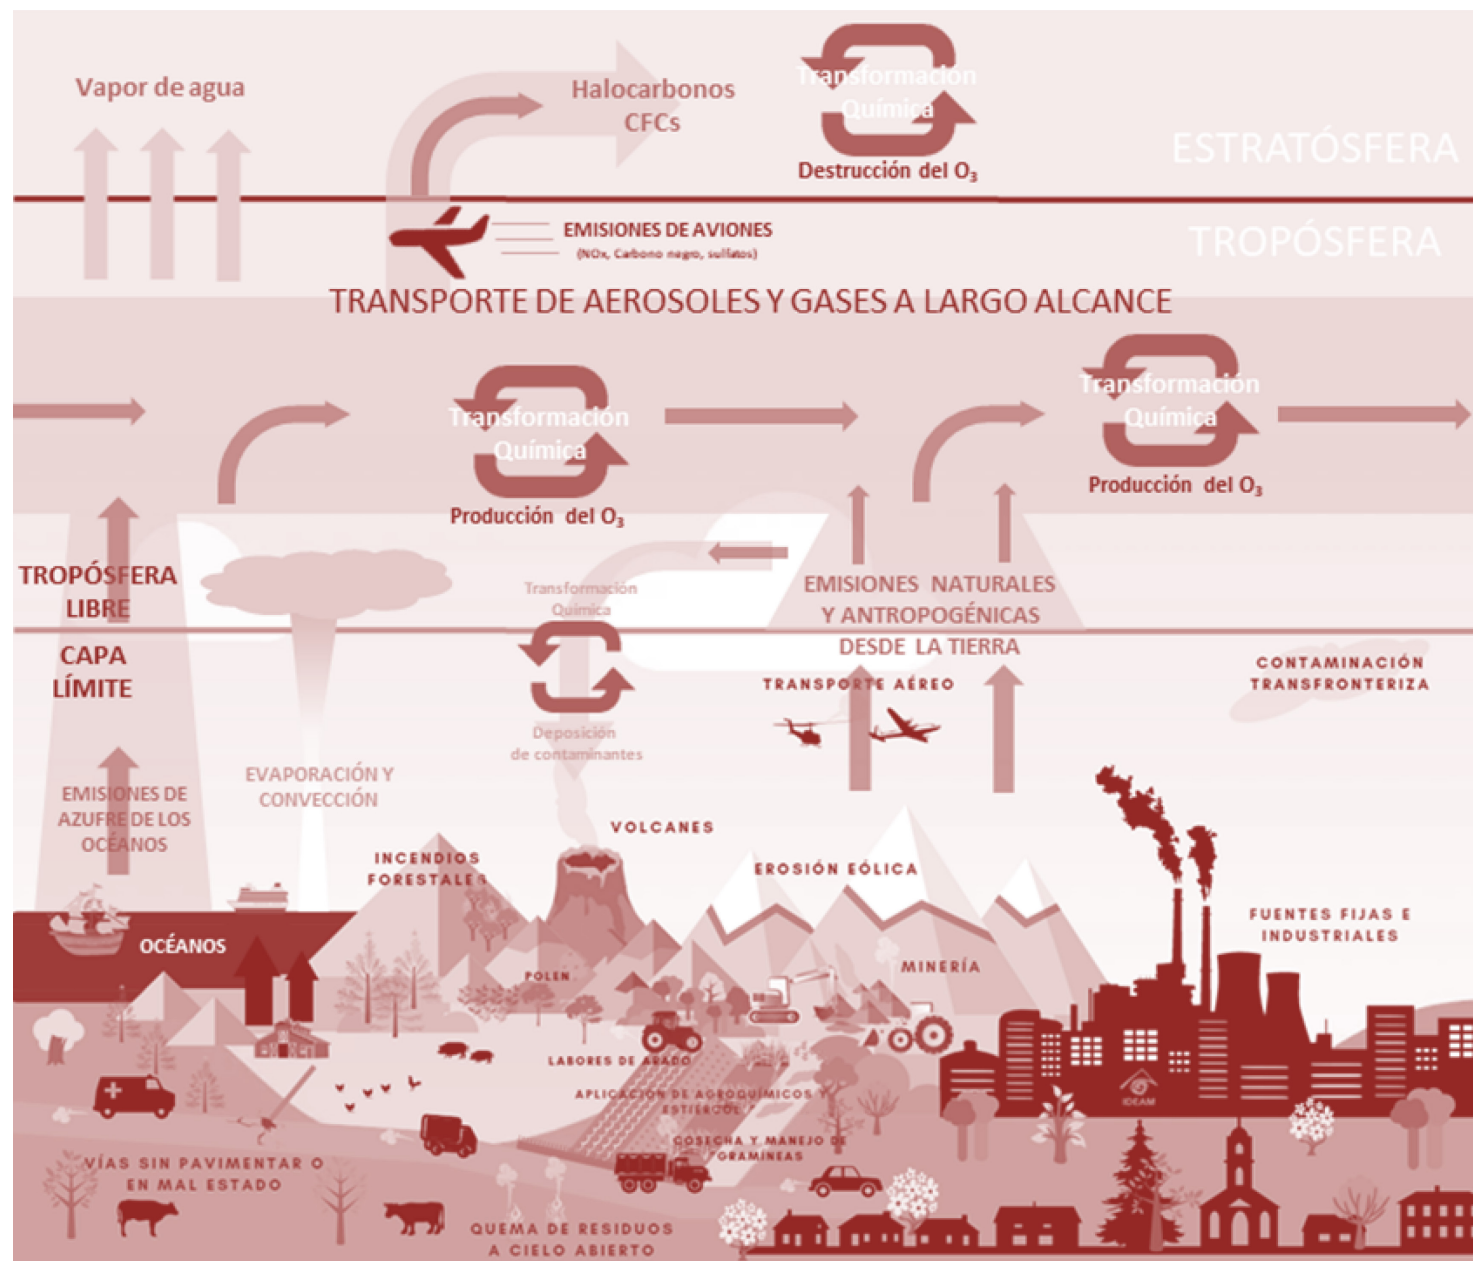 Vapor de agua
Halocarbonos
CFCs
Transformación
Química
Destrucción del O₃
ESTRATÓSFERA
TROPÓSFERA
EMISIONES DE AVIONES
(NOx, Carbono negro, sulfatos)
TRANSPORTE DE AEROSOLES Y GASES A LARGO ALCANCE
Transformación
Química
Producción del O₃
Transformación
Química
Producción del O₃
TROPÓSFERA
LIBRE
CAPA
LÍMITE
Transformación
Química
Deposición
de contaminantes
EMISIONES NATURALES
Y ANTROPOGÉNICAS
DESDE LA TIERRA
TRANSPORTE AÉREO
CONTAMINACIÓN
TRANSFRONTERIZA
EMISIONES DE
AZUFRE DE LOS
OCÉANOS
EVAPORACIÓN Y
CONVECCIÓN
VOLCANES
INCENDIOS
FORESTALES
EROSIÓN EÓLICA
FUENTES FIJAS E
INDUSTRIALES
OCÉANOS
POLEN
MINERÍA
LABORES DE ARADO
APLICACIÓN DE AGROQUÍMICOS Y
ESTIÉRCOL
COSECHA Y MANEJO DE
GRAMINEAS
IDEAM
VÍAS SIN PAVIMENTAR O
EN MAL ESTADO
QUEMA DE RESIDUOS
A CIELO ABIERTO